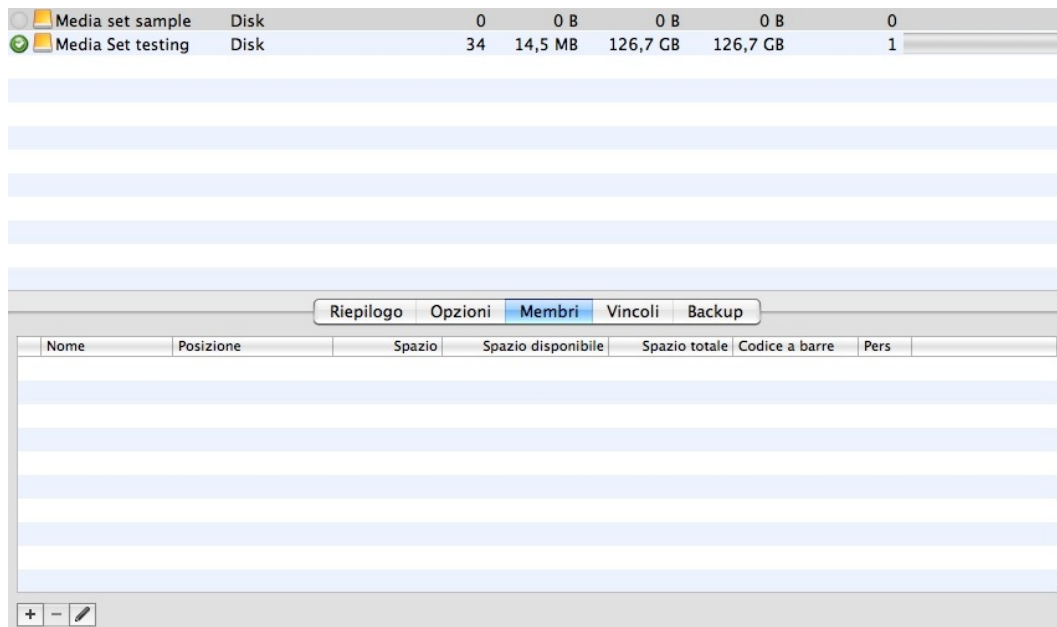 Media set sample Disk 0 0 B 0 B 0 B 0
Media Set testing Disk 34 14,5 MB 126,7 GB 126,7 GB 1
Riepilogo Opzioni Membri Vincoli Backup
Nome Posizione Spazio Spazio disponibile Spazio totale Codice a barre Pers